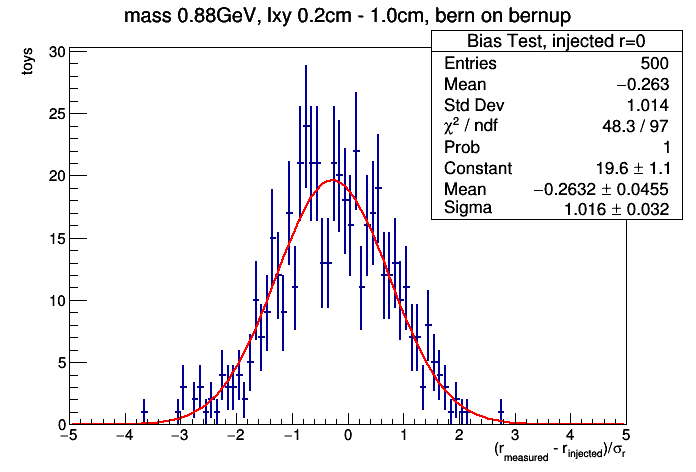 mass 0.88GeV, lxy 0.2cm - 1.0cm, bern on bernup
Bias Test, injected r=0
Entries 500
Mean −0.263
Std Dev 1.014
χ² / ndf 48.3 / 97
Prob 1
Constant 19.6 ± 1.1
Mean −0.2632 ± 0.0455
Sigma 1.016 ± 0.032
toys
30
25
20
15
10
5
0
−5 −4 −3 −2 −1 0 1 2 3 4 5
(r_measured - r_injected)/σ_r